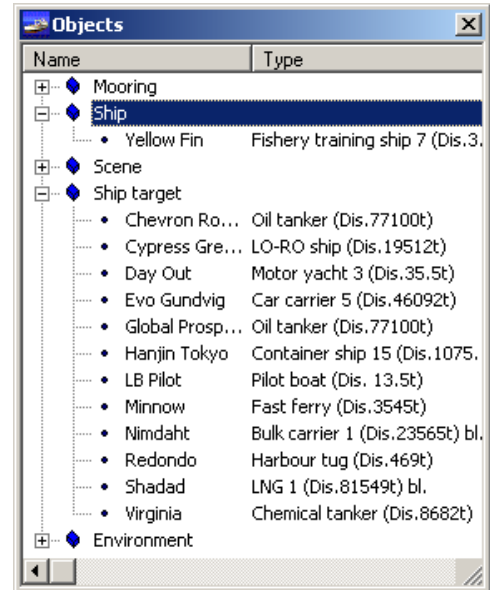 Objects
Name Type
Mooring
Ship
Yellow Fin Fishery training ship 7 (Dis.3.
Scene
Ship target
Chevron Ro... Oil tanker (Dis.77100t)
Cypress Gre... LO-RO ship (Dis.19512t)
Day Out Motor yacht 3 (Dis.35.5t)
Evo Gundvig Car carrier 5 (Dis.46092t)
Global Prosp... Oil tanker (Dis.77100t)
Hanjin Tokyo Container ship 15 (Dis.1075.
LB Pilot Pilot boat (Dis. 13.5t)
Minnow Fast ferry (Dis.3545t)
Nimdaht Bulk carrier 1 (Dis.23565t) bl.
Redondo Harbour tug (Dis.469t)
Shadad LNG 1 (Dis.81549t) bl.
Virginia Chemical tanker (Dis.8682t)
Environment